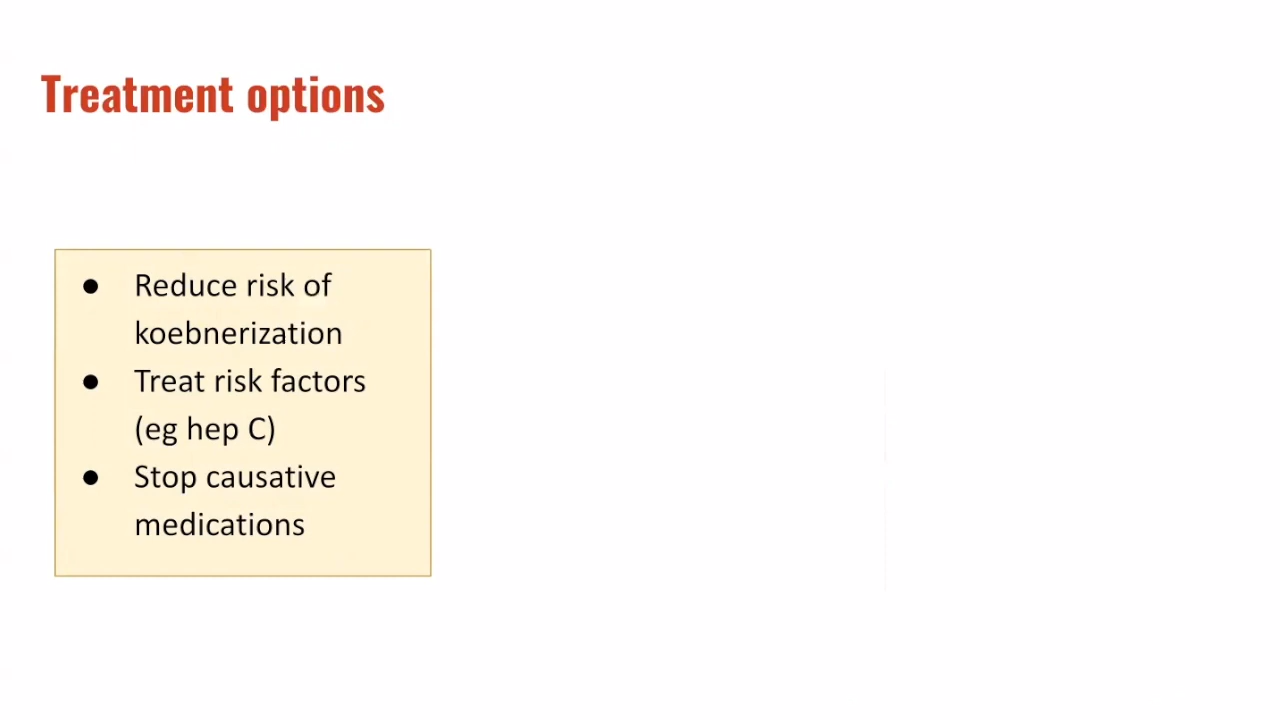 Treatment options
● Reduce risk of
koebnerization
● Treat risk factors
(eg hep C)
● Stop causative
medications